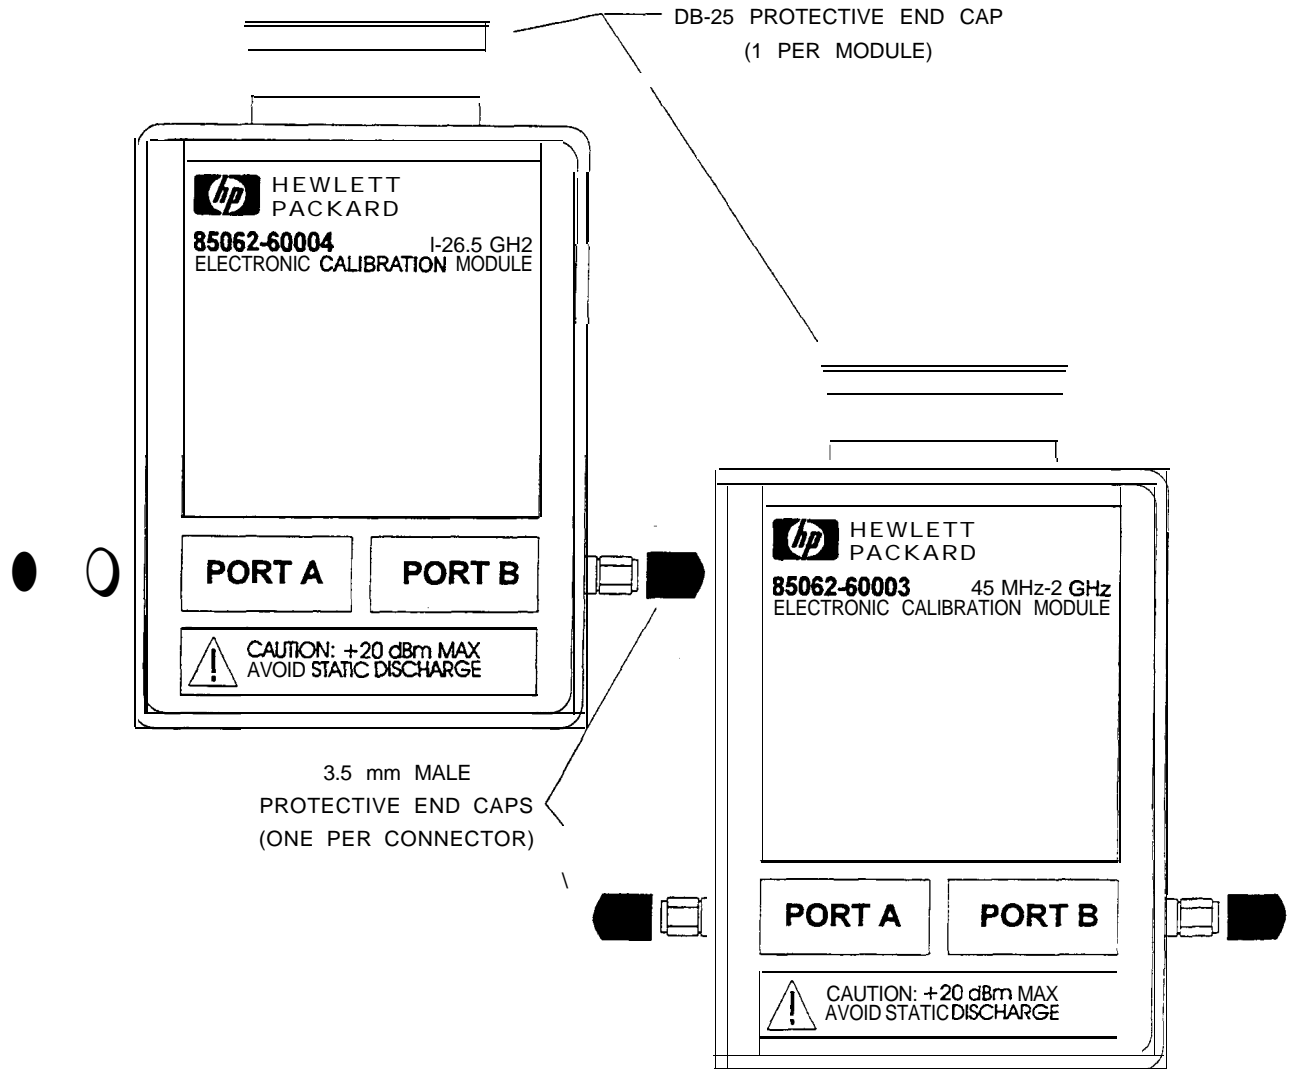 DB-25 PROTECTIVE END CAP
(1 PER MODULE)
hp HEWLETT
PACKARD
85062-60004 I-26.5 GH2
ELECTRONIC CALIBRATION MODULE
PORT A PORT B
! CAUTION: +20 dBm MAX
AVOID STATIC DISCHARGE
3.5 mm MALE
PROTECTIVE END CAPS
(ONE PER CONNECTOR)
hp HEWLETT
PACKARD
85062-60003 45 MHz-2 GHz
ELECTRONIC CALIBRATION MODULE
PORT A PORT B
! CAUTION: +20 dBm MAX
AVOID STATIC DISCHARGE